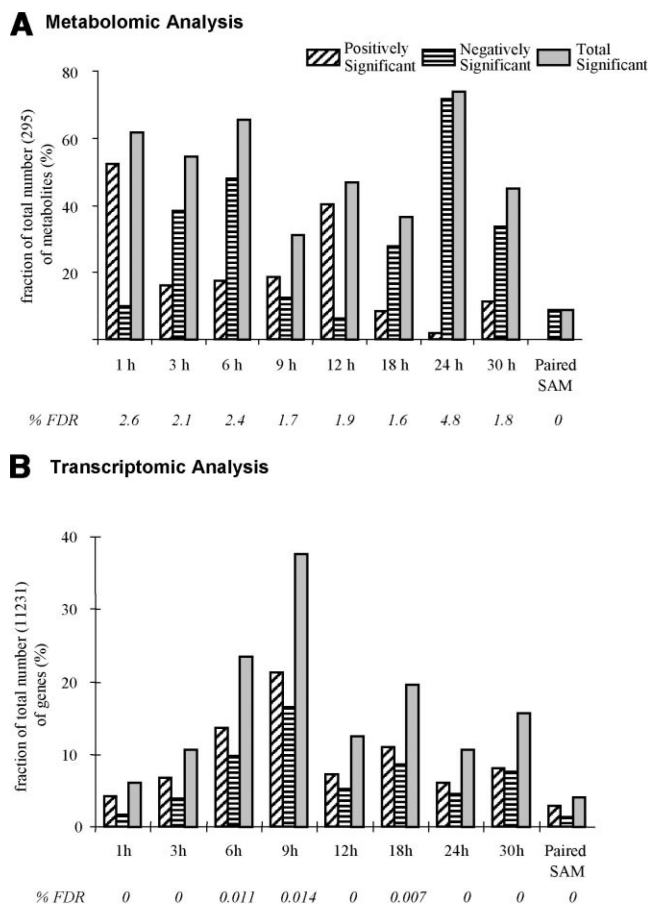 A Metabolomic Analysis
Positively Significant
Negatively Significant
Total Significant
fraction of total number (295)
of metabolites (%)
80
60
40
20
1 h 3 h 6 h 9 h 12 h 18 h 24 h 30 h Paired SAM
% FDR 2.6 2.1 2.4 1.7 1.9 1.6 4.8 1.8 0
B Transcriptomic Analysis
fraction of total number (11231)
of genes (%)
40
30
20
10
0
1h 3h 6h 9h 12h 18h 24h 30h Paired SAM
% FDR 0 0 0.011 0.014 0 0.007 0 0 0